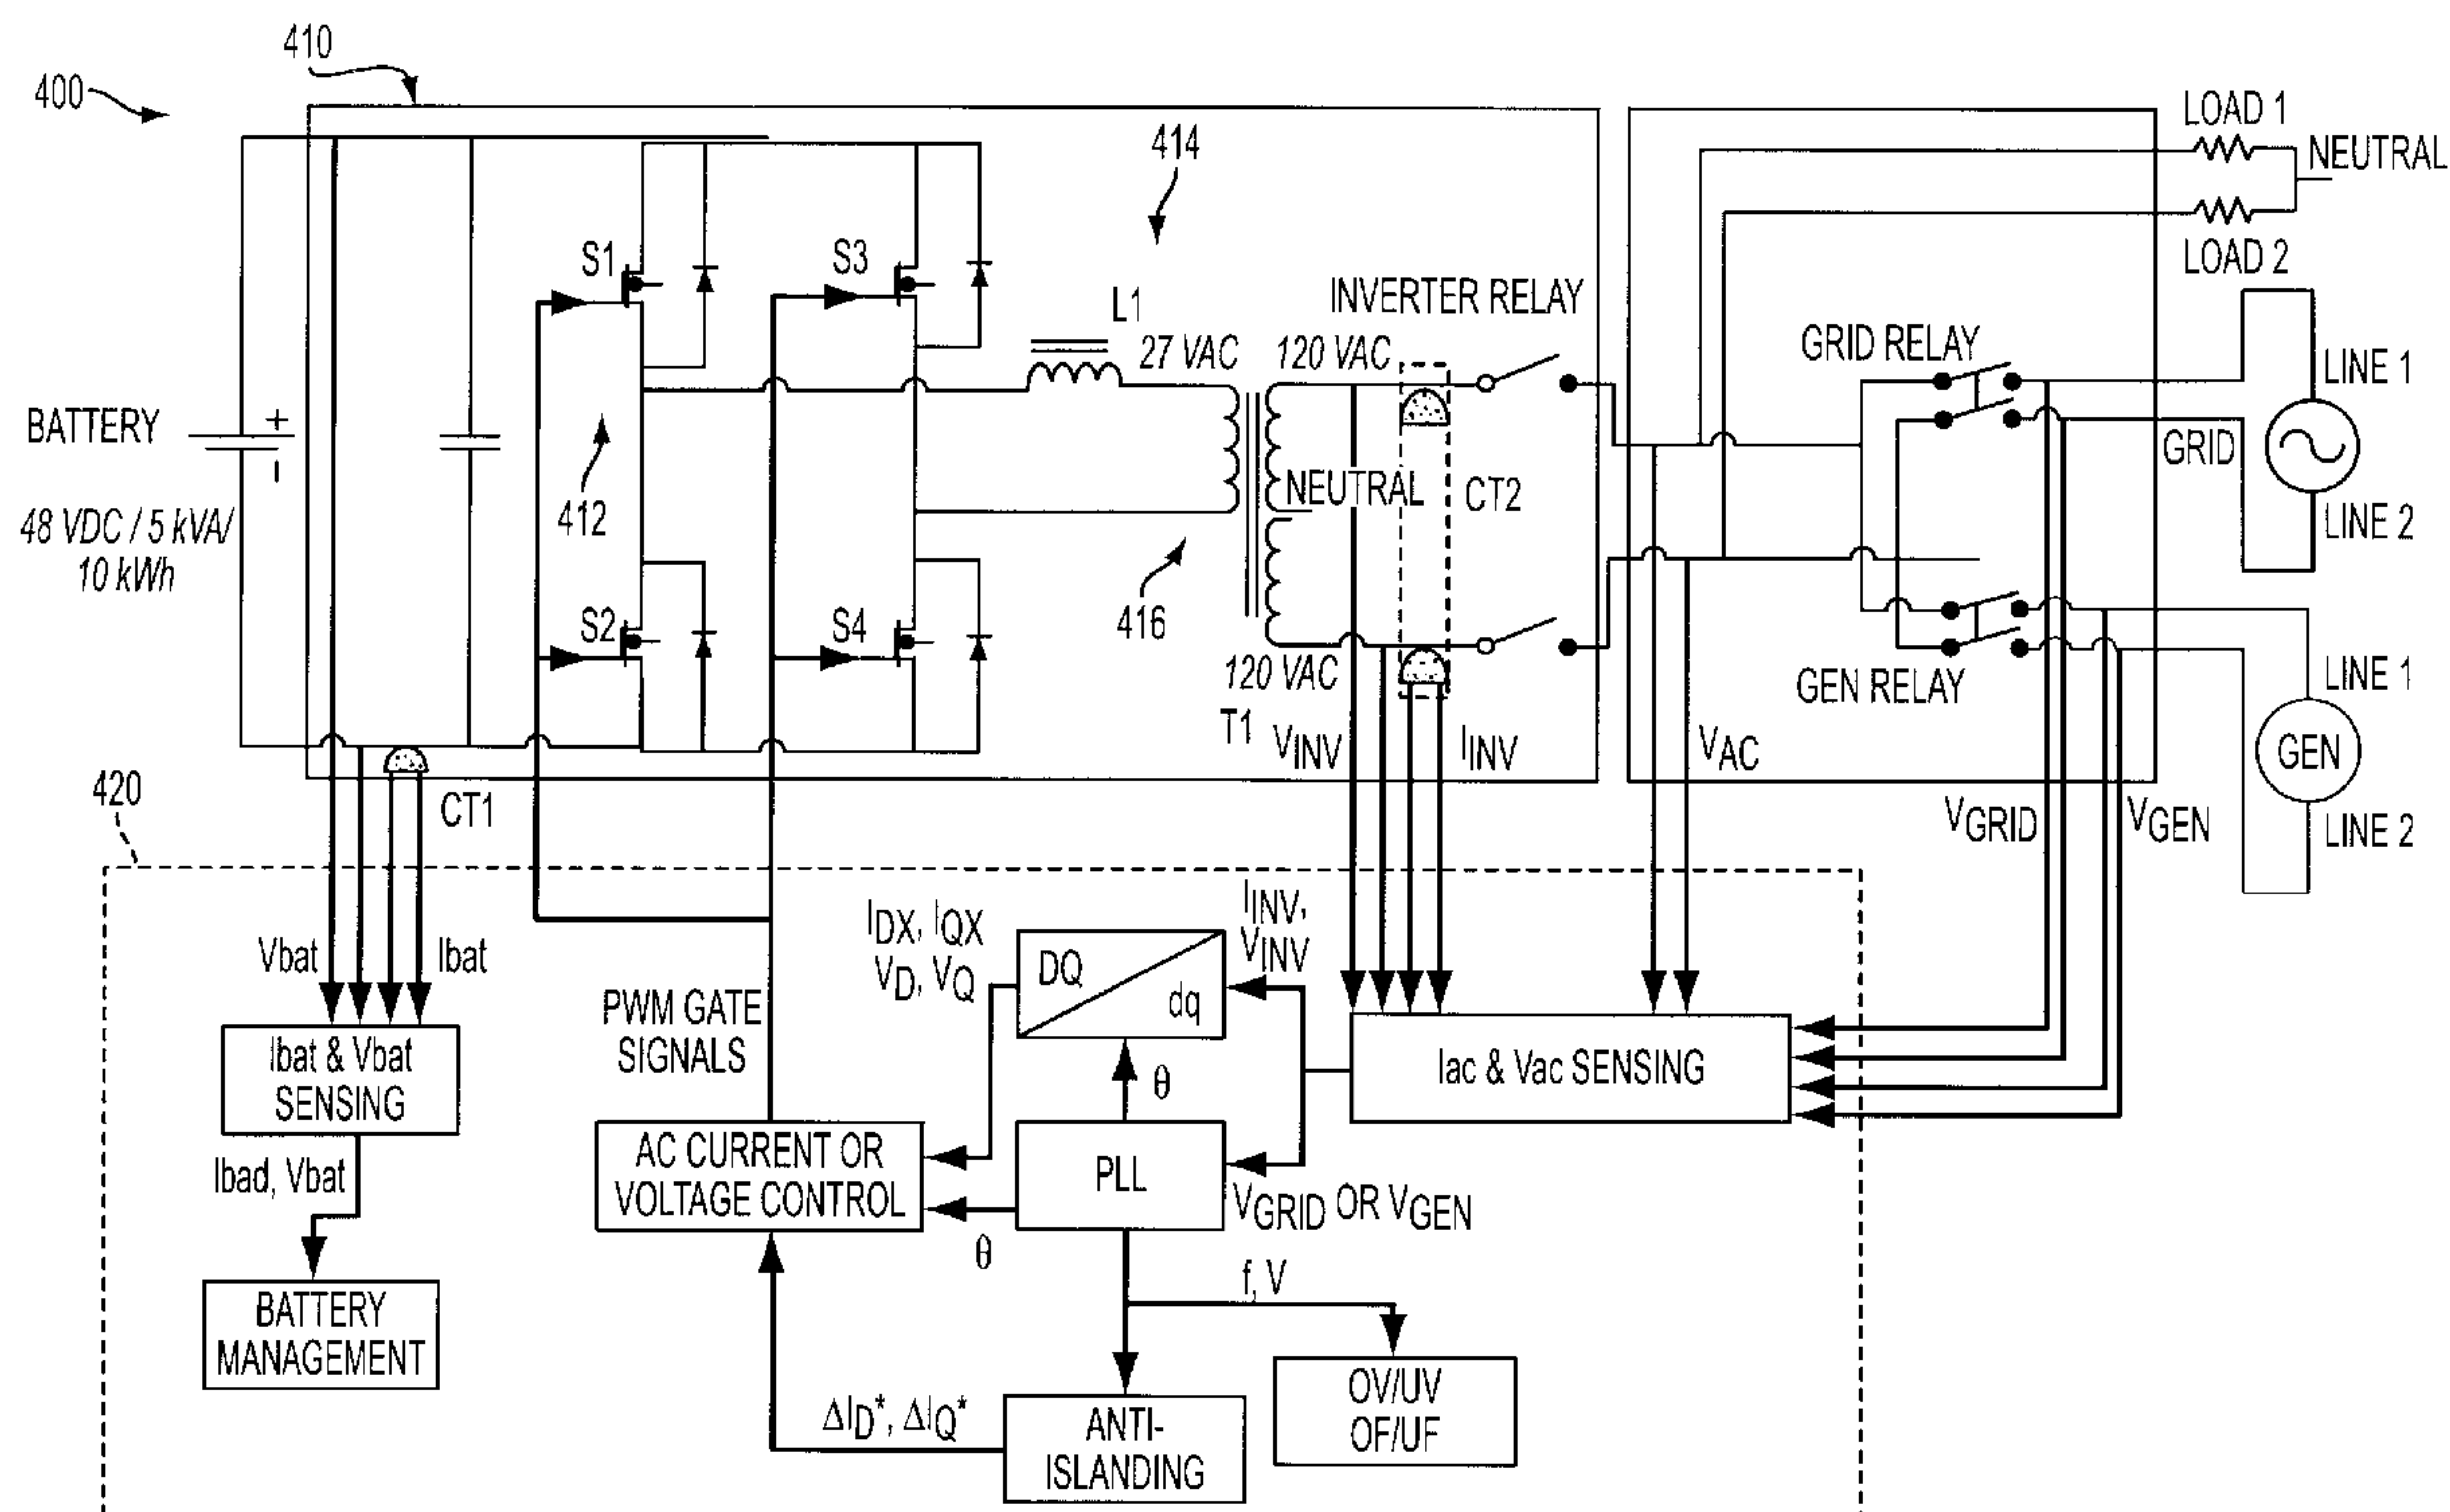 410
400
414
LOAD 1
NEUTRAL
LOAD 2
S1
S3
L1
INVERTER RELAY
27 VAC
120 VAC
GRID RELAY
LINE 1
BATTERY
+
-
GRID
NEUTRAL
CT2
412
48 VDC / 5 kVA/
10 kWh
LINE 2
416
S2
S4
120 VAC
T1
GEN RELAY
LINE 1
VINV
IINV
VAC
GEN
420
CT1
VGRID
VGEN
LINE 2
Vbat
Ibat
IDX, IQX
VD, VQ
DQ
dq
IINV,
VINV
PWM GATE
SIGNALS
Ibat & Vbat
SENSING
Iac & Vac SENSING
θ
Ibad, Vbat
AC CURRENT OR
VOLTAGE CONTROL
PLL
VGRID OR VGEN
θ
f, V
BATTERY
MANAGEMENT
ΔID*, ΔIQ*
ANTI-
ISLANDING
OV/UV
OF/UF